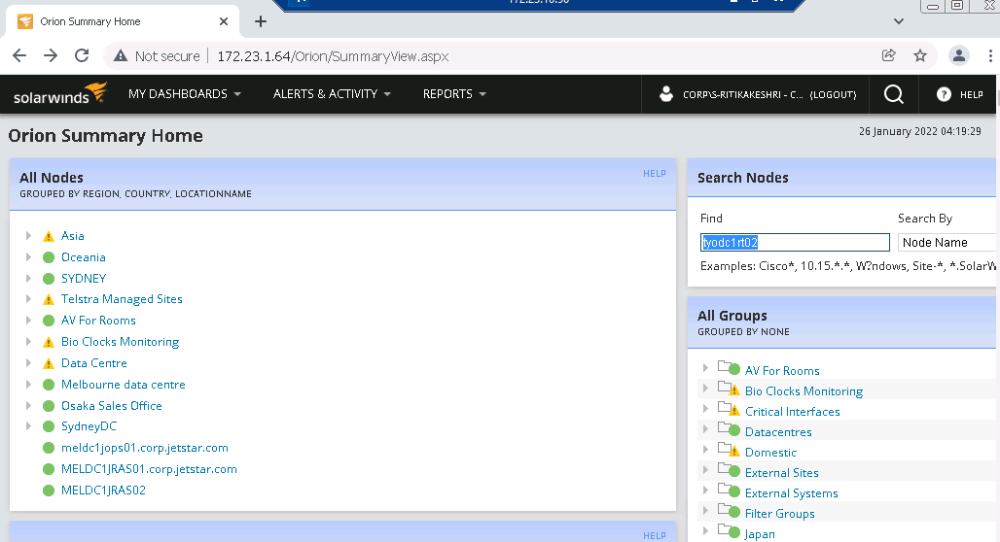 Orion Summary Home
Not secure
172.23.1.64/Orion/SummaryView.aspx
solarwinds
MY DASHBOARDS
ALERTS & ACTIVITY
REPORTS
CORP\S-RITIKAKESHRI - C... (LOGOUT)
HELP
Orion Summary Home
26 January 2022 04:19:29
All Nodes
HELP
GROUPED BY REGION, COUNTRY, LOCATIONNAME
Asia
Oceania
SYDNEY
Telstra Managed Sites
AV For Rooms
Bio Clocks Monitoring
Data Centre
Melbourne data centre
Osaka Sales Office
SydneyDC
meldc1jops01.corp.jetstar.com
MELDC1JRAS01.corp.jetstar.com
MELDC1JRAS02
HELP
Search Nodes
Find
Search By
tyodc1rt02
Node Name
Examples: Cisco*, 10.15.*.*, W?ndows, Site-*, *.SolarW
All Groups
GROUPED BY NONE
AV For Rooms
Bio Clocks Monitoring
Critical Interfaces
Datacentres
Domestic
External Sites
External Systems
Filter Groups
Japan